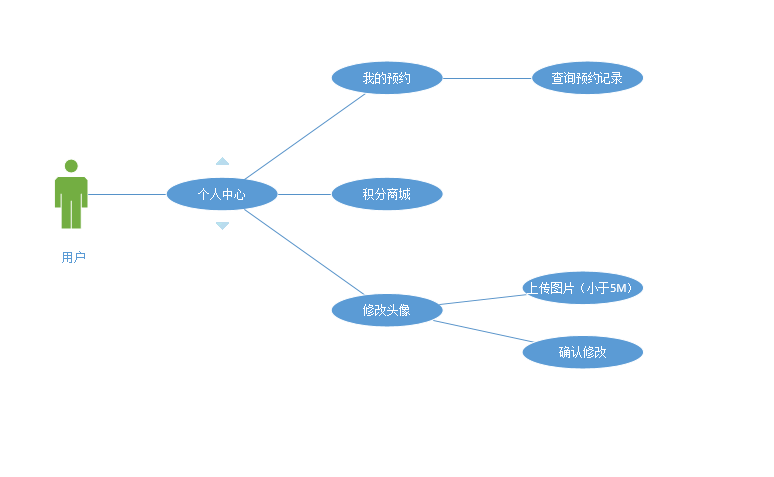 我的预约
查询预约记录
个人中心
积分商城
用户
上传图片（小于5M）
修改头像
确认修改